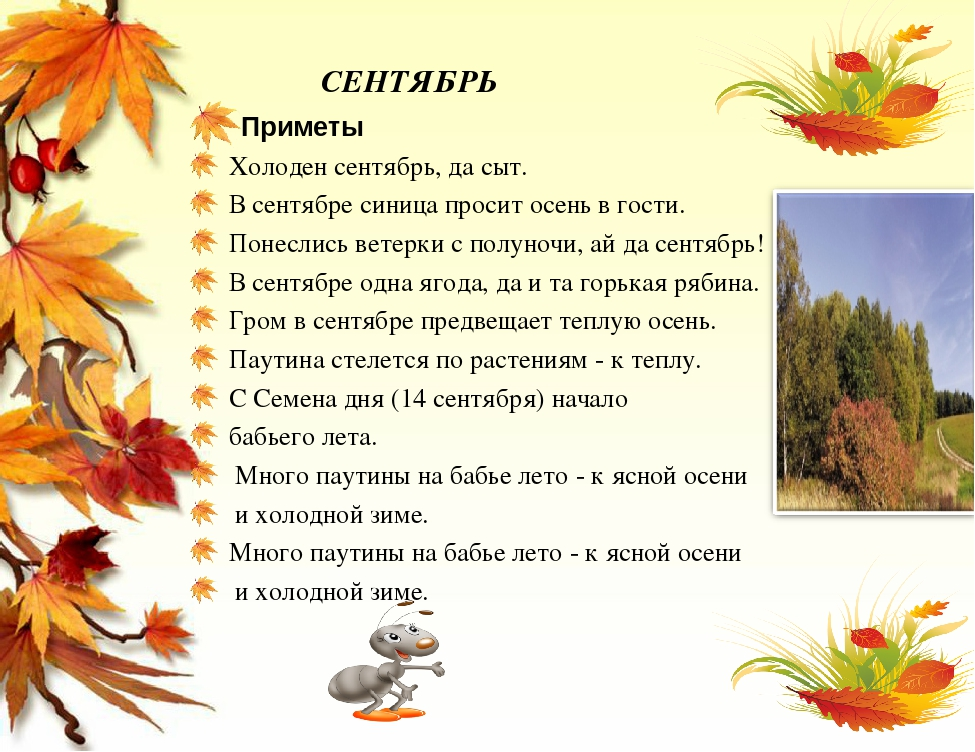 СЕНТЯБРЬ
Приметы
Холоден сентябрь, да сыт.
В сентябре синица просит осень в гости.
Понеслись ветерки с полуночи, ай да сентябрь!
В сентябре одна ягода, да и та горькая рябина.
Гром в сентябре предвещает теплую осень.
Паутина стелется по растениям - к теплу.
С Семена дня (14 сентября) начало
бабьего лета.
Много паутины на бабье лето - к ясной осени
и холодной зиме.
Много паутины на бабье лето - к ясной осени
и холодной зиме.